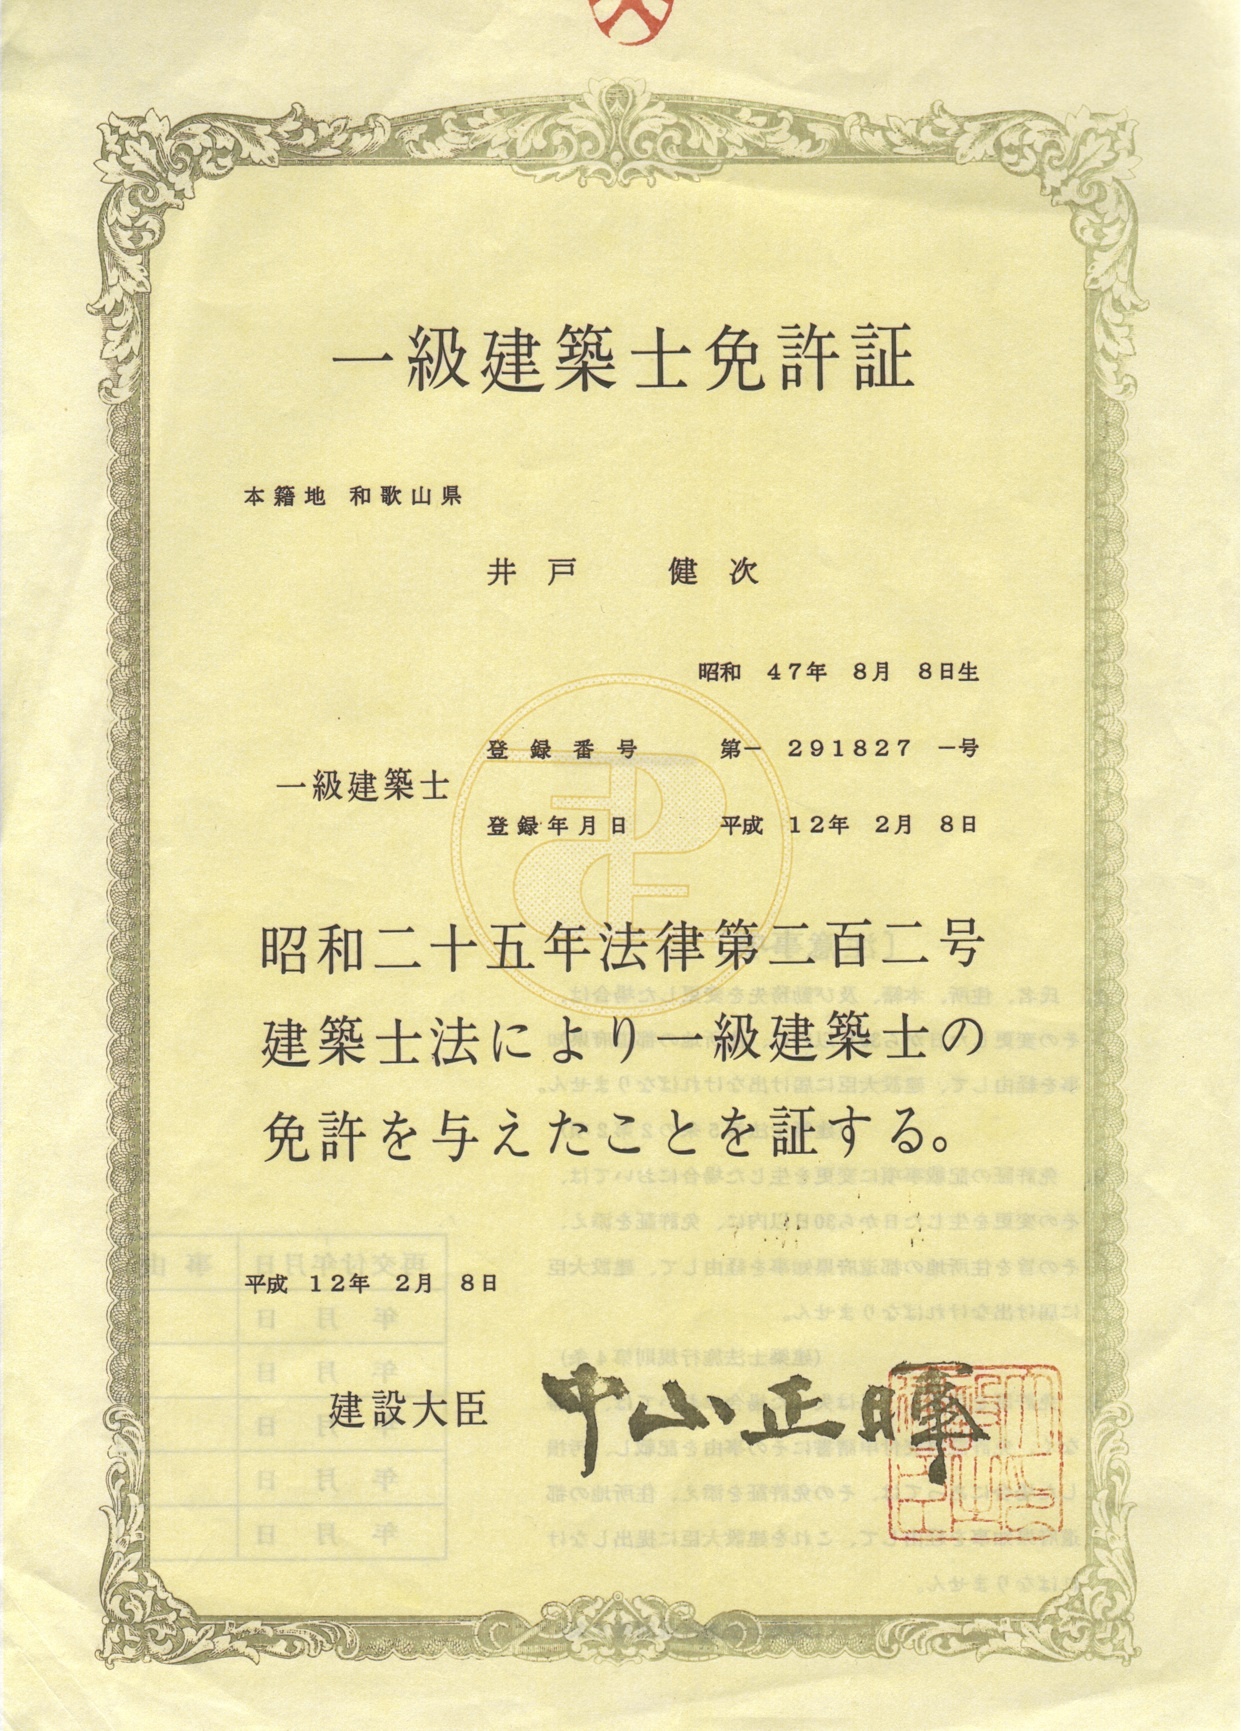 一級建築士免許証
本籍地 和歌山県
井戸 健次
昭和 47年 8月 8日生
登録番号 第― 291827 ―号
一級建築士
登録年月日 平成 12年 2月 8日
昭和二十五年法律第二百二号
建築士法により一級建築士の
免許を与えたことを証する。
平成 12年 2月 8日
建設大臣 中山正暉